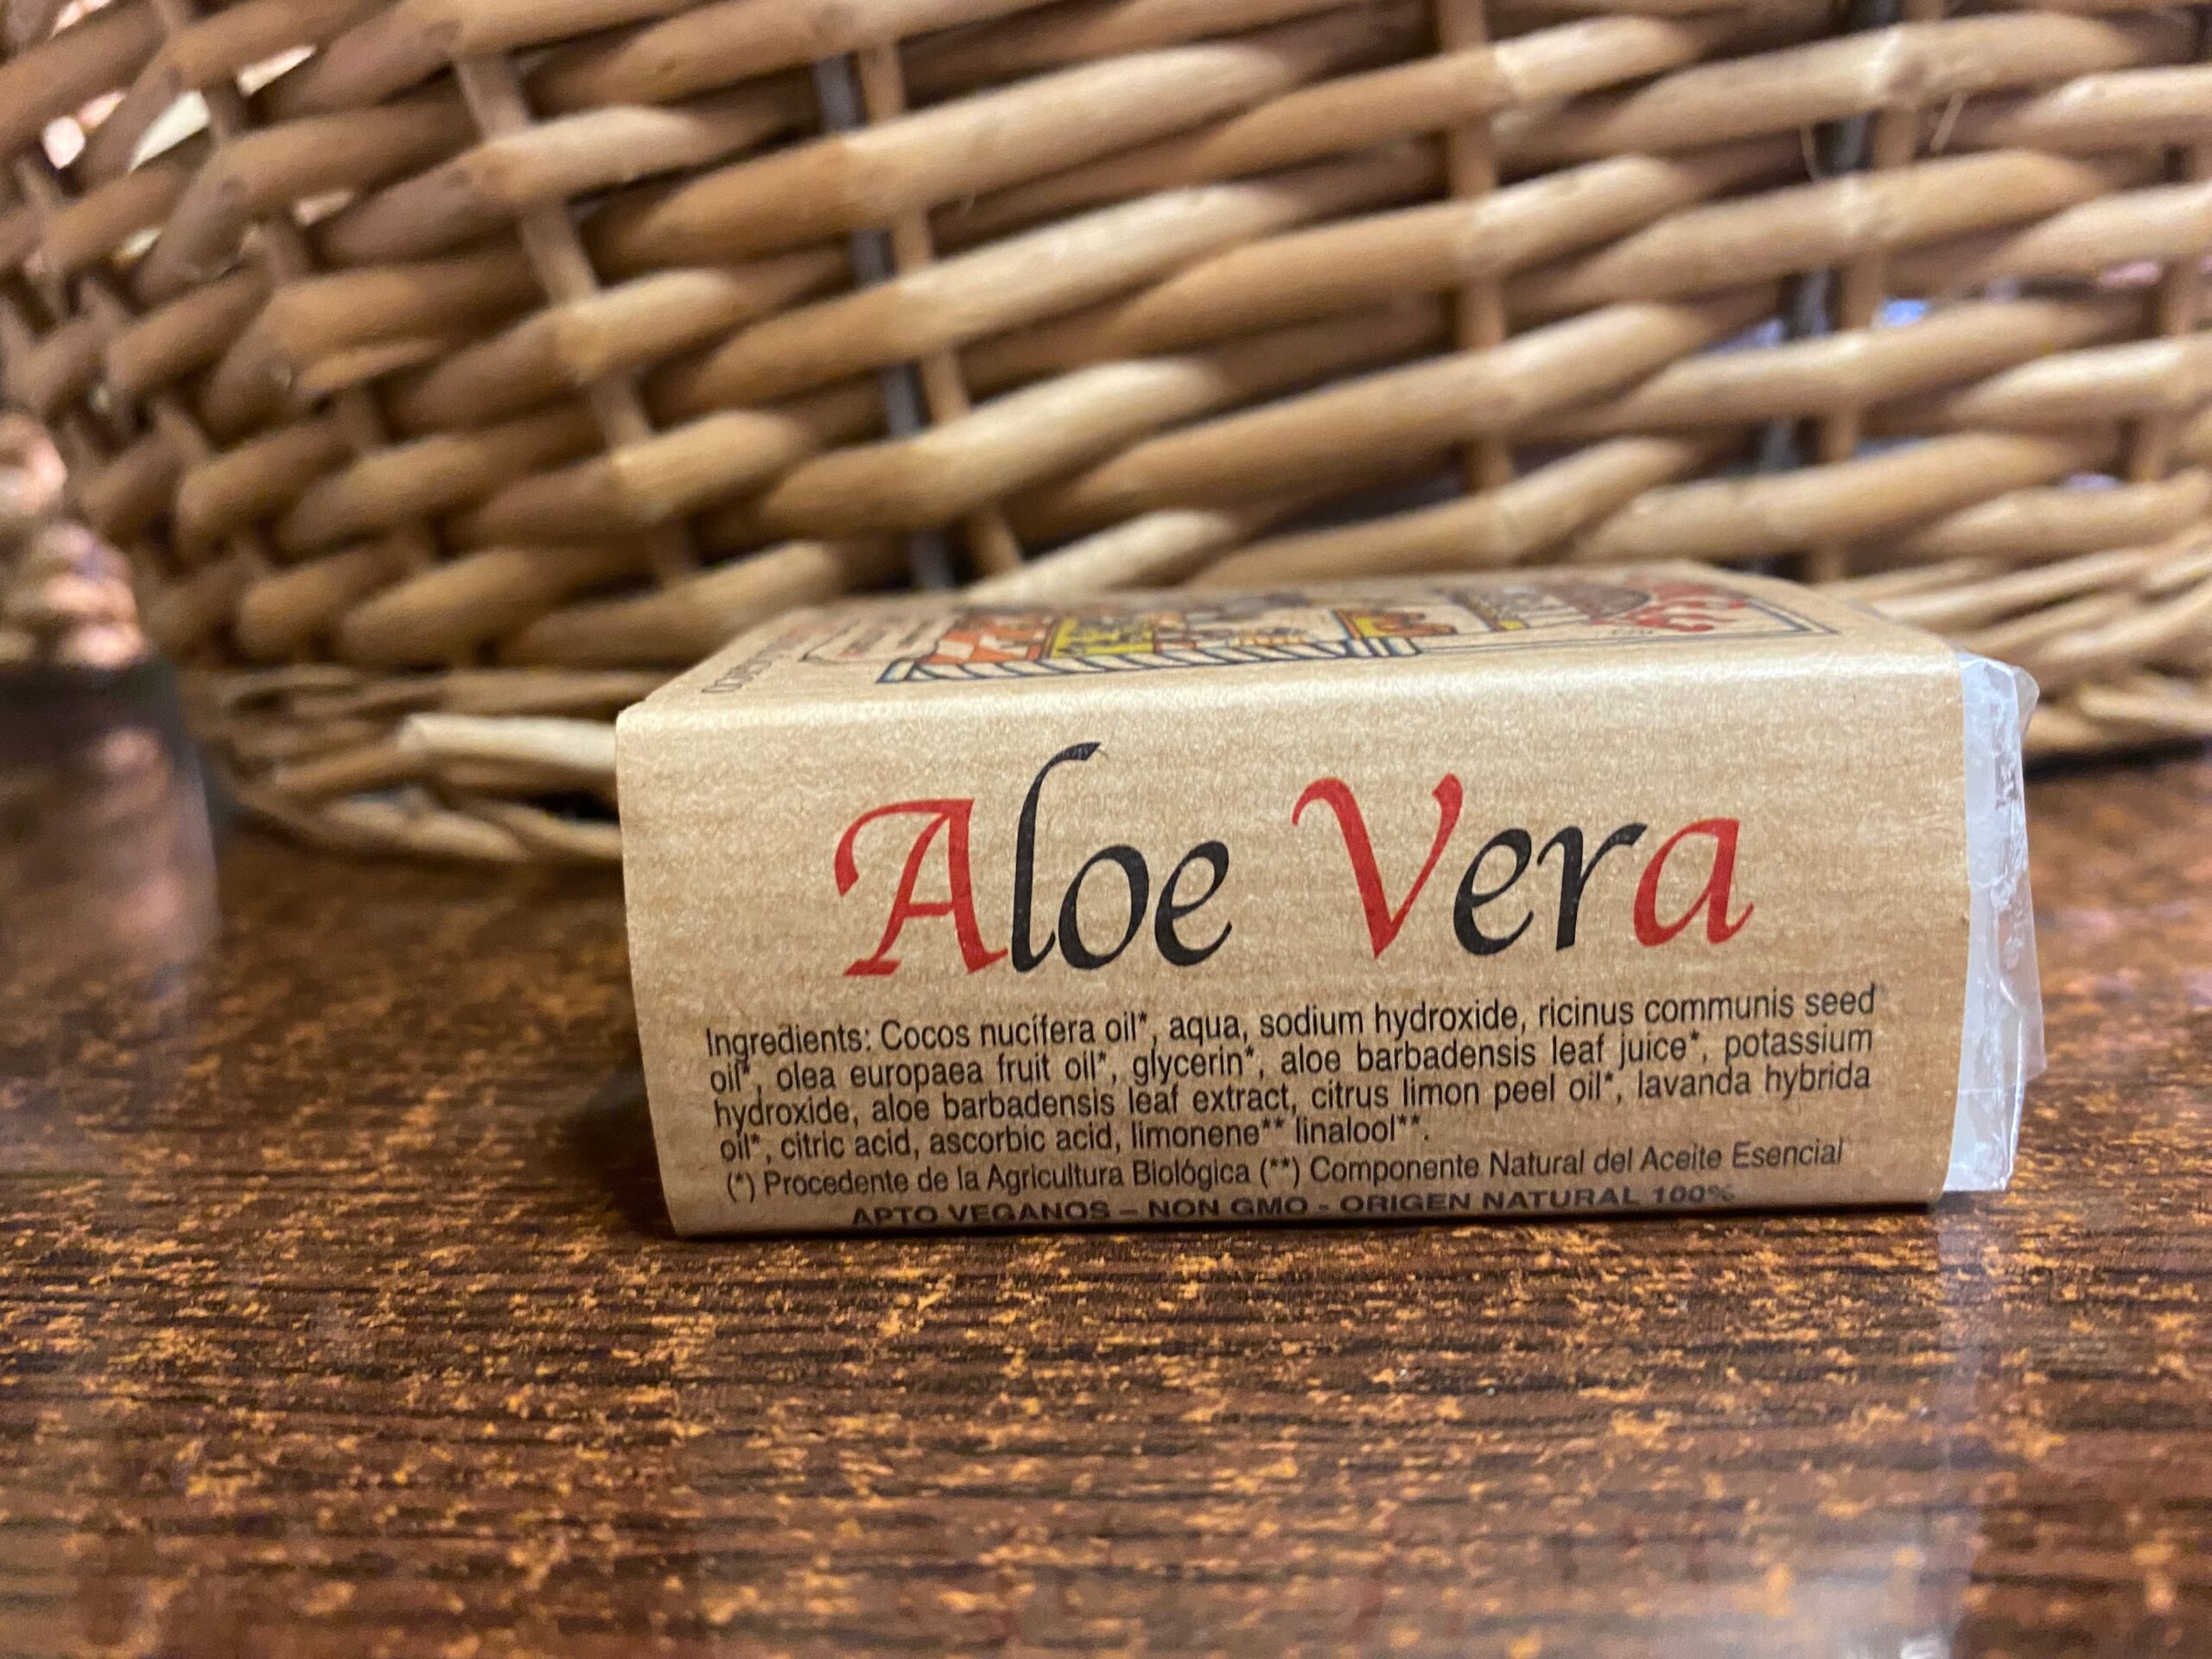 Aloe Vera
Ingredients: Cocos nucífera oil*, aqua, sodium hydroxide, ricinus communis seed
oil*, olea europaea fruit oil*, glycerin*, aloe barbadensis leaf juice*, potassium
hydroxide, aloe barbadensis leaf extract, citrus limon peel oil*, lavanda hybrida
oil*, citric acid, ascorbic acid, limonene** linalool**.
(*) Procedente de la Agricultura Biológica (**) Componente Natural del Aceite Esencial
APTO VEGANOS – NON GMO - ORIGEN NATURAL 100%